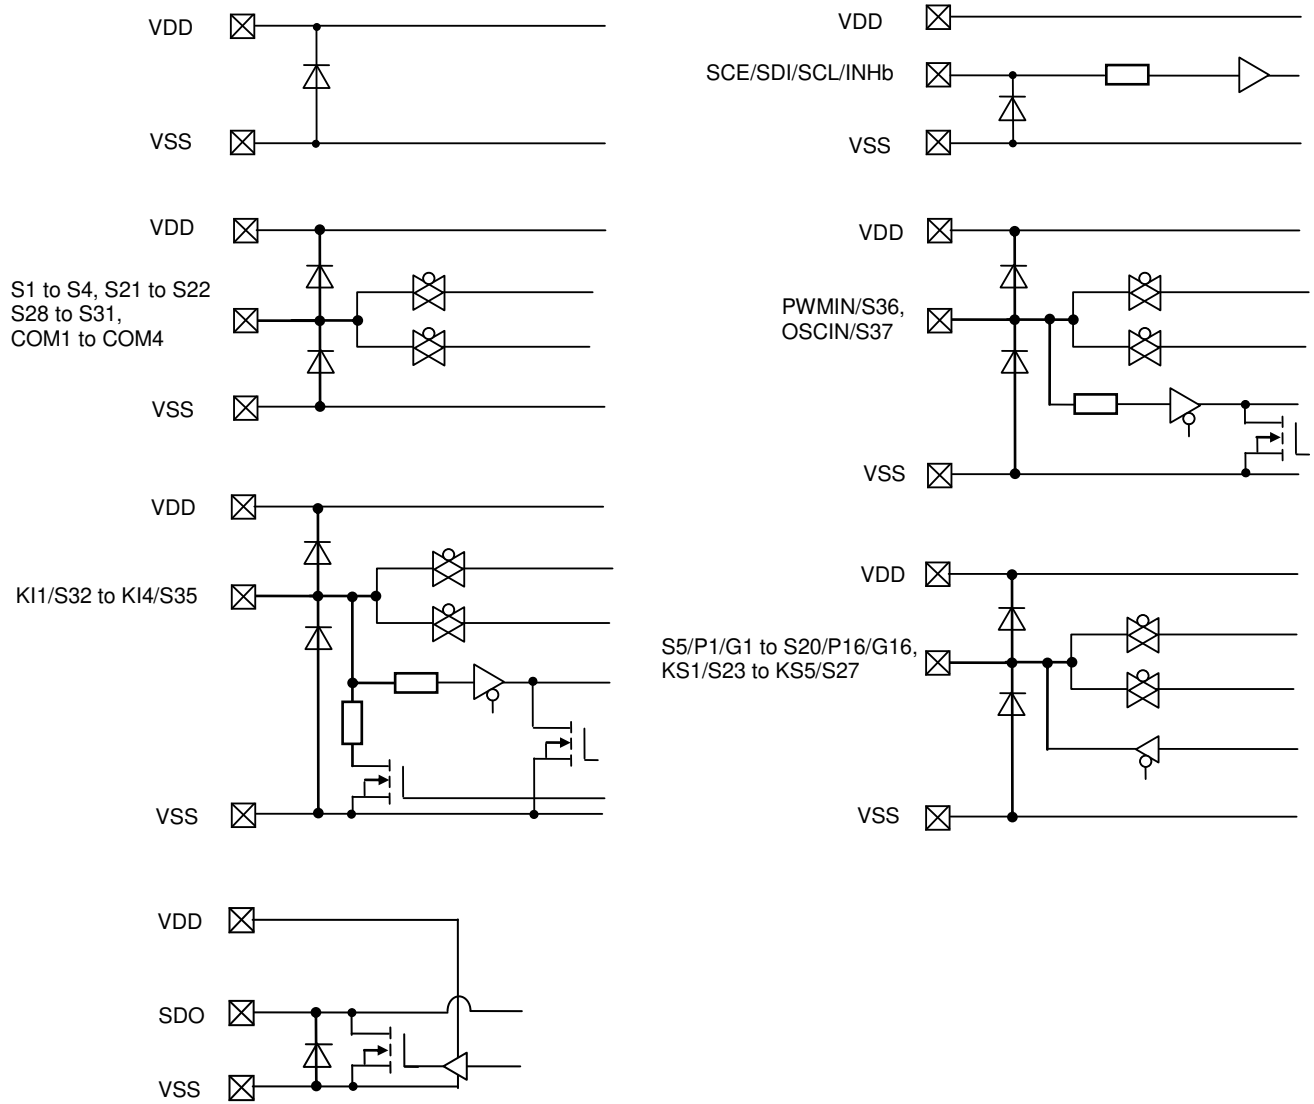 VDD
VSS
VDD
SCE/SDI/SCL/INHb
VSS
VDD
S1 to S4, S21 to S22
S28 to S31,
COM1 to COM4
VSS
VDD
PWMIN/S36,
OSCIN/S37
VSS
VDD
KI1/S32 to KI4/S35
VSS
VDD
S5/P1/G1 to S20/P16/G16,
KS1/S23 to KS5/S27
VSS
VDD
SDO
VSS